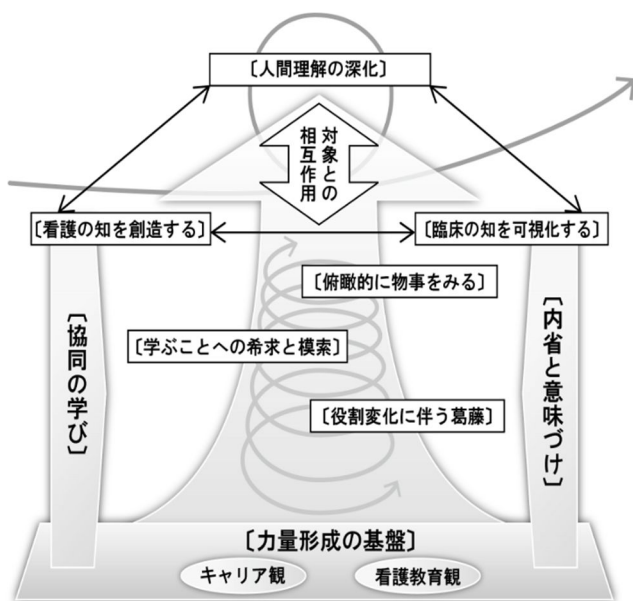 〔人間理解の深化〕
対象との
相互作用
〔看護の知を創造する〕
〔臨床の知を可視化する〕
〔俯瞰的に物事をみる〕
〔協同の学び〕
〔内省と意味づけ〕
〔学ぶことへの希求と模索〕
〔役割変化に伴う葛藤〕
〔力量形成の基盤〕
キャリア観
看護教育観